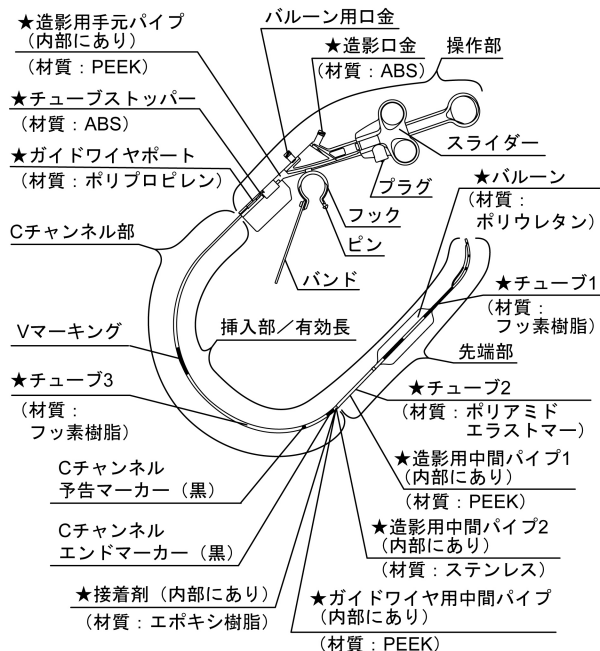 ★造影用手元パイプ
(内部にあり)
(材質：PEEK)
バルーン用口金
★造影口金
(材質：ABS)
操作部
★チューブストッパー
(材質：ABS)
スライダー
★ガイドワイヤポート
(材質：ポリプロピレン)
プラグ
★バルーン
(材質：
ポリウレタン)
フック
ピン
Cチャンネル部
バンド
★チューブ1
(材質：
フッ素樹脂)
Vマーキング
挿入部／有効長
先端部
★チューブ3
(材質：
フッ素樹脂)
★チューブ2
(材質：ポリアミド
エラストマー)
Cチャンネル
予告マーカー（黒）
★造影用中間パイプ1
(内部にあり)
(材質：PEEK)
Cチャンネル
エンドマーカー（黒）
★造影用中間パイプ2
(内部にあり)
(材質：ステンレス)
★接着剤（内部にあり）
(材質：エポキシ樹脂)
★ガイドワイヤ用中間パイプ
(内部にあり)
(材質：PEEK)